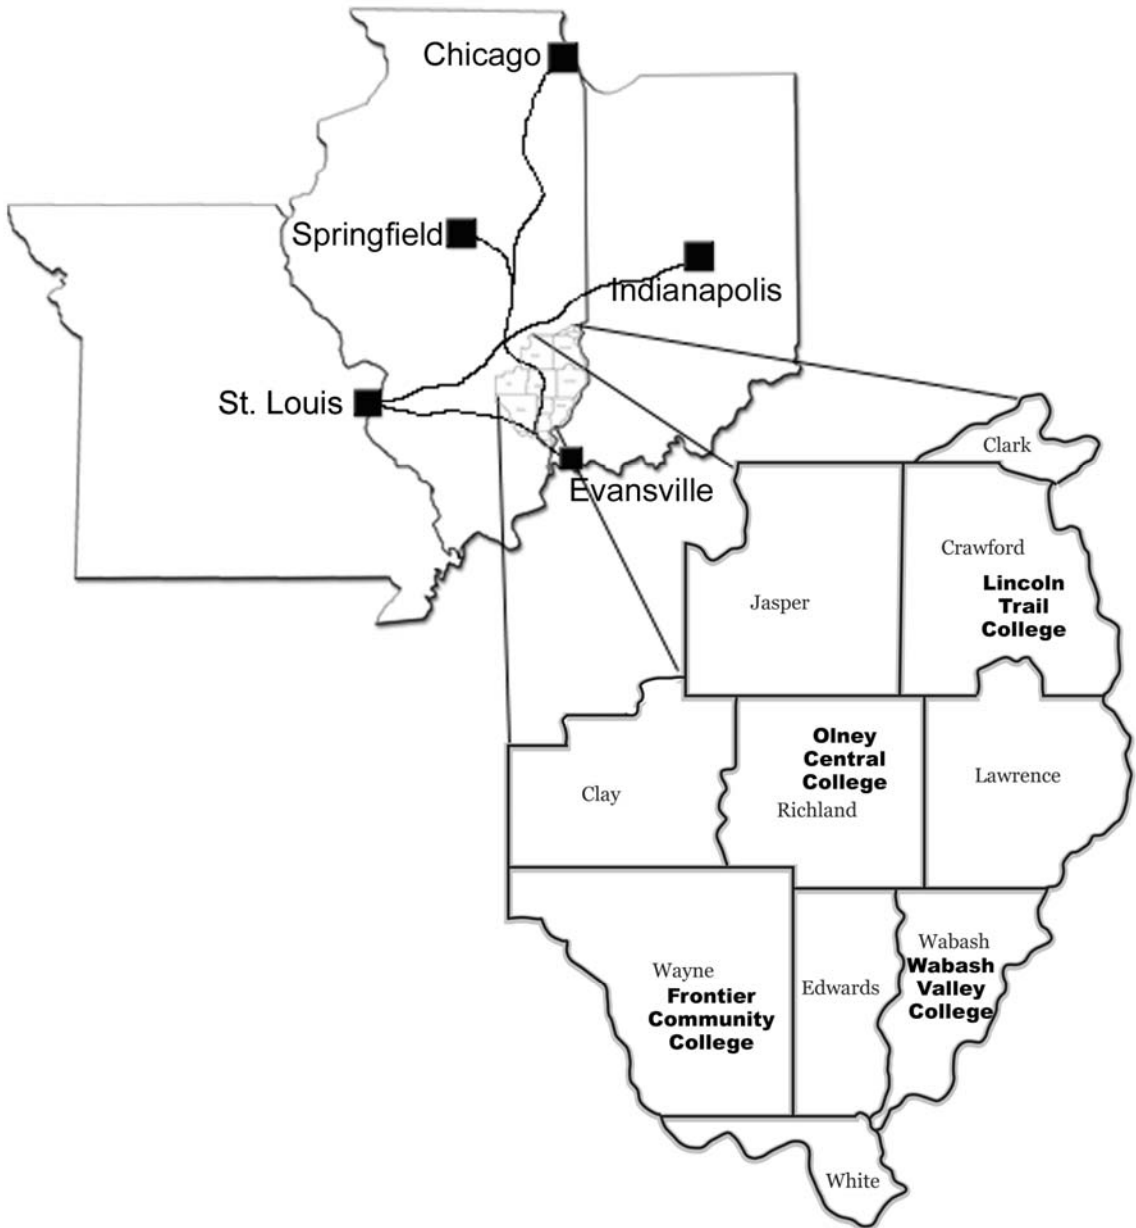 Chicago
Springfield
Indianapolis
St. Louis
Evansville
Clark
Crawford
Lincoln
Trail
College
Jasper
Olney
Central
College
Richland
Lawrence
Clay
Wabash
Wabash
Valley
College
Wayne
Frontier
Community
College
Edwards
White